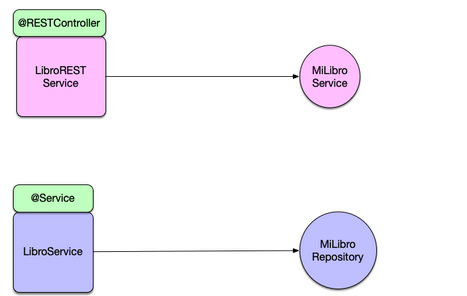 @RESTController
LibroREST
Service
MiLibro
Service
@Service
LibroService
MiLibro
Repository